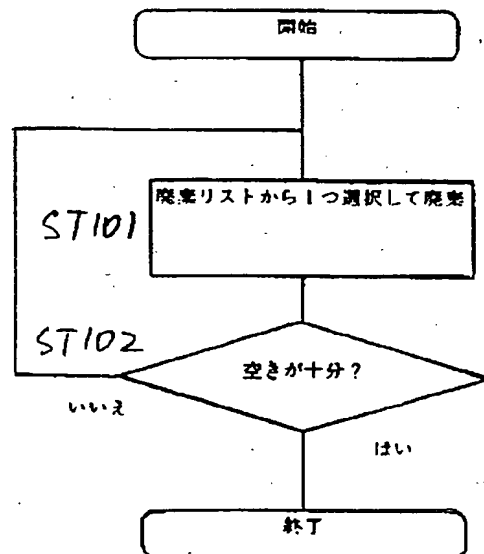 開始
廃棄リストから1つ選択して廃棄
ST101
ST102
空きが十分?
いいえ
はい
終了